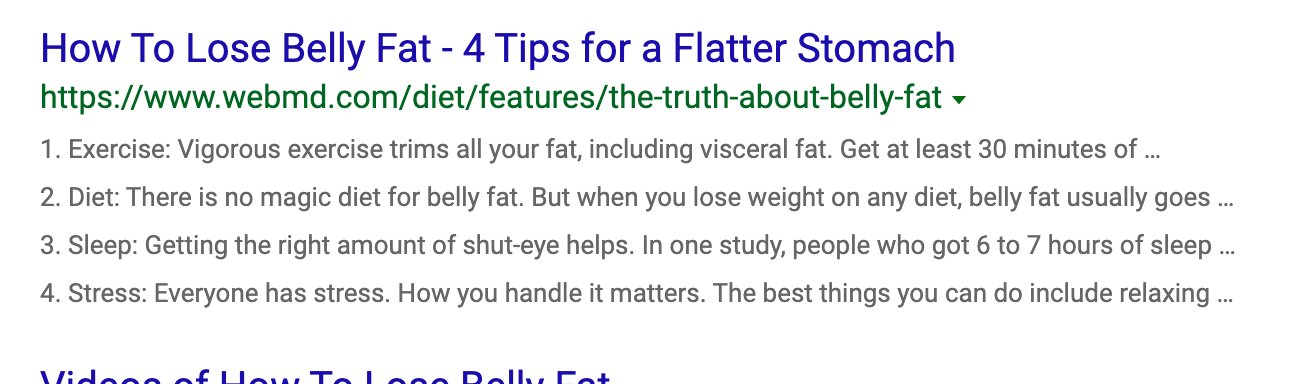 How To Lose Belly Fat - 4 Tips for a Flatter Stomach
https://www.webmd.com/diet/features/the-truth-about-belly-fat
1. Exercise: Vigorous exercise trims all your fat, including visceral fat. Get at least 30 minutes of ...
2. Diet: There is no magic diet for belly fat. But when you lose weight on any diet, belly fat usually goes ...
3. Sleep: Getting the right amount of shut-eye helps. In one study, people who got 6 to 7 hours of sleep ...
4. Stress: Everyone has stress. How you handle it matters. The best things you can do include relaxing ...
Videos of How To Lose Belly Fat